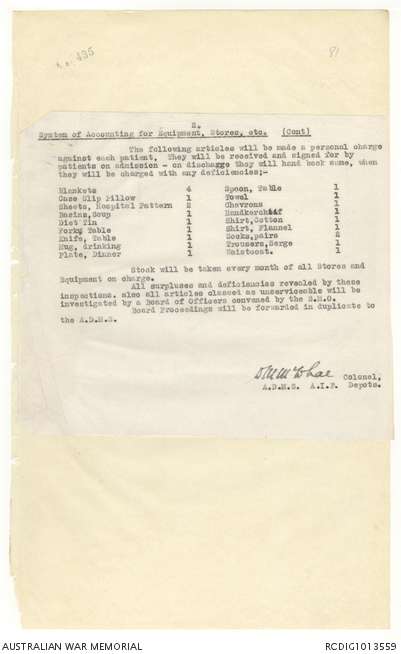 No. 435
91
2.
System of Accounting for Equipment, Stores, etc. (Cont)
The following articles will be made a personal charge
against each patient. They will be received and signed for by
patients on admission - on discharge they will hand back same, when
they will be charged with any deficiencies;-
Blankets 4 Spoon, Table 1
Case Slip Pillow 1 Towel 1
Sheets, Hospital Pattern 2 Chevrons 1
Basins, Soup 1 Handkerchief 1
Diet Tin 1 Shirt, Cotton 1
Fork, Table 1 Shirt, Flannel 1
Knife, Table 1 Socks, pairs 2
Mug, drinking 1 Trousers, Serge 1
Plate, Dinner 1 Waistcoat. 1
Stock will be taken every month of all Stores and
Equipment on charge.
All surpluses and deficiencies revealed by these
inspections. also all articles classed as unserviceable will be
investigated by a Board of Officers convened by the S.M.O.
Board Proceedings will be forwarded in duplicate to
the A.D.M.S.
D M McWhae Colonel,
A.D.M.S. A.I.F. Depots.
AUSTRALIAN WAR MEMORIAL
RCDIG1013559